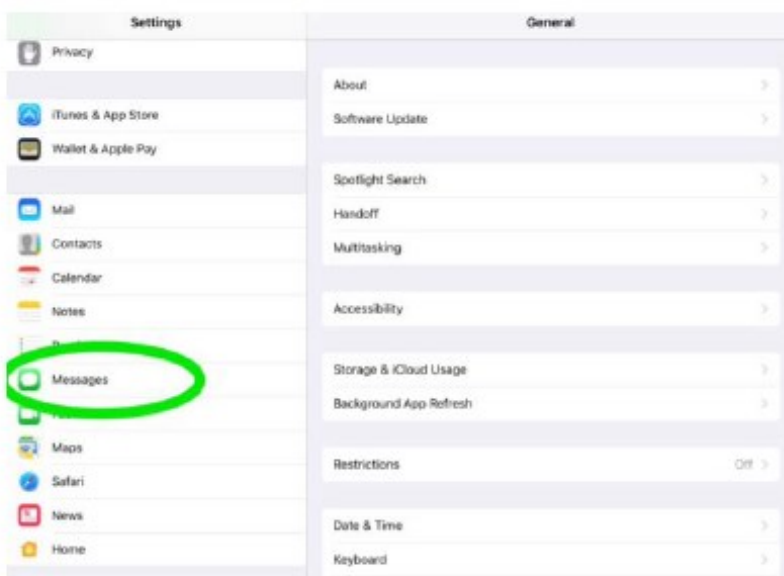 Settings
Privacy
iTunes & App Store
Wallet & Apple Pay
Mail
Contacts
Calendar
Notes
Messages
Maps
Safari
News
Home
General
About
Software Update
Spotlight Search
Handoff
Multitasking
Accessibility
Storage & iCloud Usage
Background App Refresh
Restrictions Off
Date & Time
Keyboard